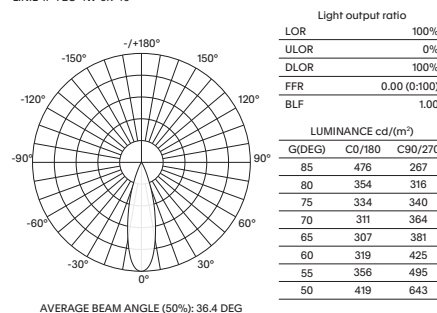 Light output ratio
LOR 100%
ULOR 0%
DLOR 100%
FFR 0.00 (0:100)
BLF 1.00
-/+180°
-150° 150°
-120° 120°
-90° 90°
-60° 60°
-30° 30°
0°
AVERAGE BEAM ANGLE (50%): 36.4 DEG
LUMINANCE cd/(m²)
G(DEG) C0/180 C90/270
85 476 267
80 354 316
75 334 340
70 311 364
65 307 381
60 319 425
55 356 495
50 419 643